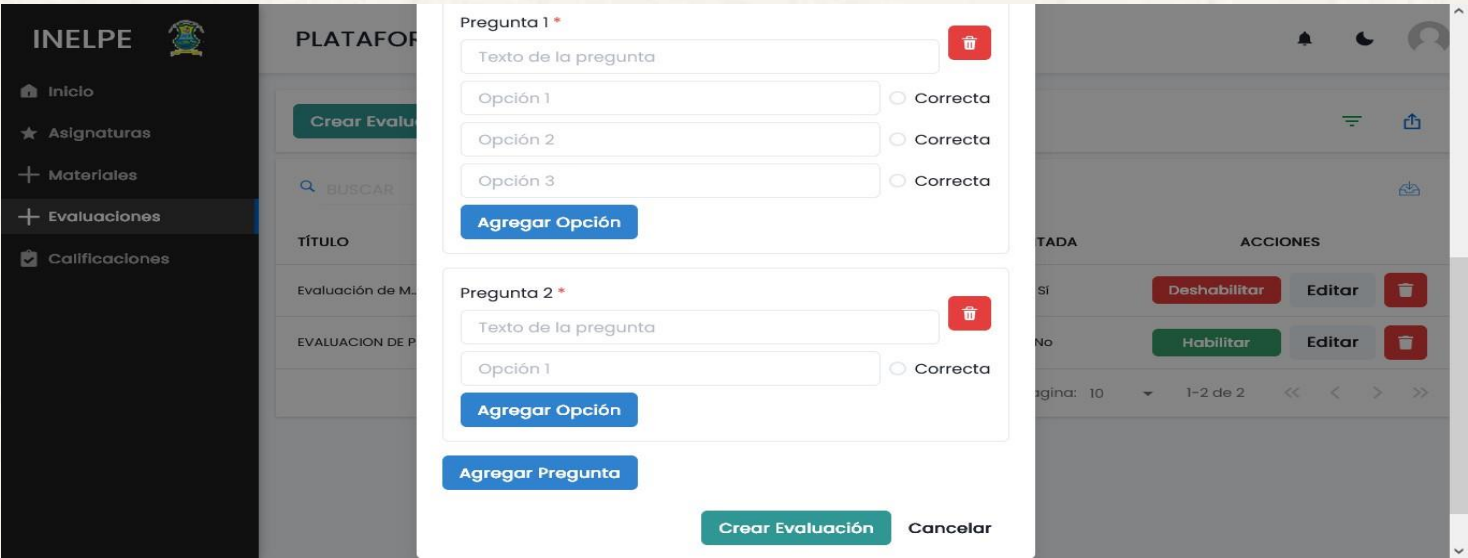 INELPE
Inicio
Asignaturas
Materiales
Evaluaciones
Calificaciones
PLATAFOR
Crear Evalu
BUSCAR
TÍTULO
TADA
ACCIONES
Evaluación de M..
Sí
Deshabilitar
Editar
EVALUACION DE P
No
Habilitar
Editar
agina: 10
1-2 de 2
<< < > >>
Pregunta 1 *
Texto de la pregunta
Opción 1
Correcta
Opción 2
Correcta
Opción 3
Correcta
Agregar Opción
Pregunta 2 *
Texto de la pregunta
Opción 1
Correcta
Agregar Opción
Agregar Pregunta
Crear Evaluación
Cancelar